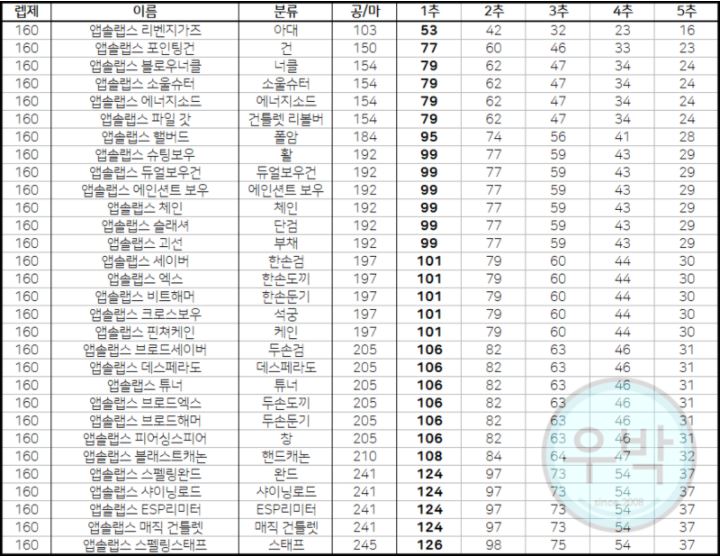 렙제 이름 분류 공/마 1추 2추 3추 4추 5추
160 앱솔랩스 리벤지가즈 아대 103 53 42 32 23 16
160 앱솔랩스 포인팅건 건 150 77 60 46 33 23
160 앱솔랩스 블로우너클 너클 154 79 62 47 34 24
160 앱솔랩스 소울슈터 소울슈터 154 79 62 47 34 24
160 앱솔랩스 에너지소드 에너지소드 154 79 62 47 34 24
160 앱솔랩스 파일 갓 건틀렛 리볼버 154 79 62 47 34 24
160 앱솔랩스 핼버드 폴암 184 95 74 56 41 28
160 앱솔랩스 슈팅보우 활 192 99 77 59 43 29
160 앱솔랩스 듀얼보우건 듀얼보우건 192 99 77 59 43 29
160 앱솔랩스 에인션트 보우 에인션트 보우 192 99 77 59 43 29
160 앱솔랩스 체인 체인 192 99 77 59 43 29
160 앱솔랩스 슬래셔 단검 192 99 77 59 43 29
160 앱솔랩스 괴선 부채 192 99 77 59 43 29
160 앱솔랩스 세이버 한손검 197 101 79 60 44 30
160 앱솔랩스 엑스 한손도끼 197 101 79 60 44 30
160 앱솔랩스 비트해머 한손둔기 197 101 79 60 44 30
160 앱솔랩스 크로스보우 석궁 197 101 79 60 44 30
160 앱솔랩스 핀쳐케인 케인 197 101 79 60 44 30
160 앱솔랩스 브로드세이버 두손검 205 106 82 63 46 31
160 앱솔랩스 데스페라도 데스페라도 205 106 82 63 46 31
160 앱솔랩스 튜너 튜너 205 106 82 63 46 31
160 앱솔랩스 브로드엑스 두손도끼 205 106 82 63 46 31
160 앱솔랩스 브로드해머 두손둔기 205 106 82 63 46 31
160 앱솔랩스 피어싱스피어 창 205 106 82 63 46 31
160 앱솔랩스 블래스트캐논 핸드캐논 210 108 84 64 47 32
160 앱솔랩스 스펠링완드 완드 241 124 97 73 54 37
160 앱솔랩스 샤이닝로드 샤이닝로드 241 124 97 73 54 37
160 앱솔랩스 ESP리미터 ESP리미터 241 124 97 73 54 37
160 앱솔랩스 매직 건틀렛 매직 건틀렛 241 124 97 73 54 37
160 앱솔랩스 스펠링스태프 스태프 245 126 98 75 54 37
우박
since 2008